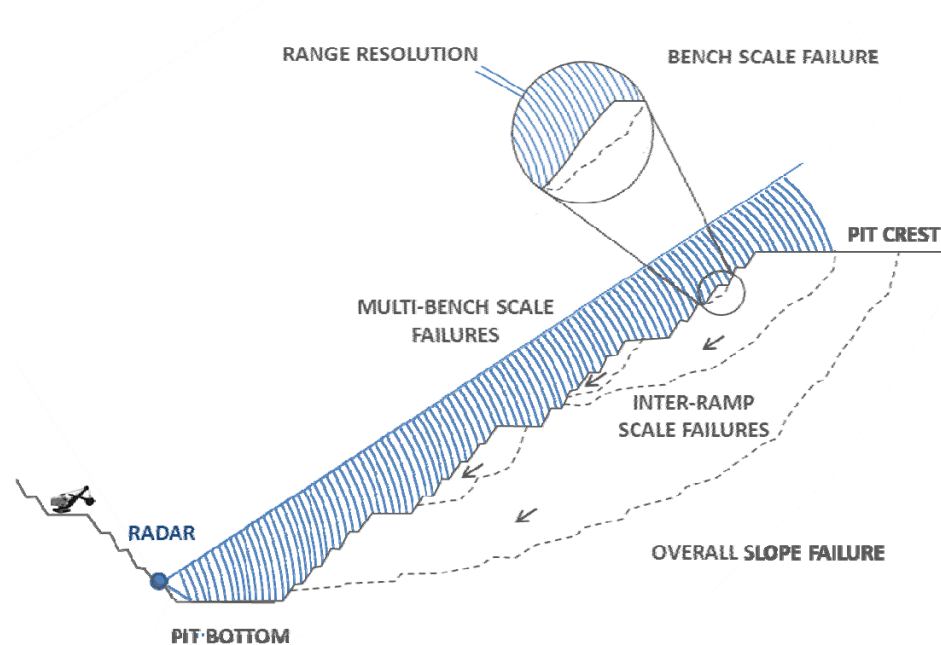 RANGE RESOLUTION
BENCH SCALE FAILURE
PIT CREST
MULTI-BENCH SCALE
FAILURES
INTER-RAMP
SCALE FAILURES
RADAR
OVERALL SLOPE FAILURE
PIT BOTTOM